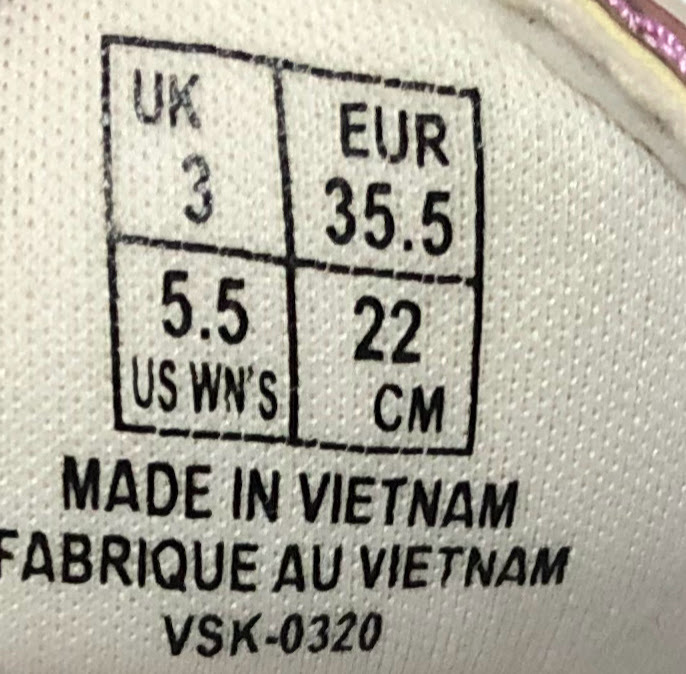 UK
3
EUR
35.5
5.5
US WN'S
22
CM
MADE IN VIETNAM
FABRIQUE AU VIETNAM
VSK-0320